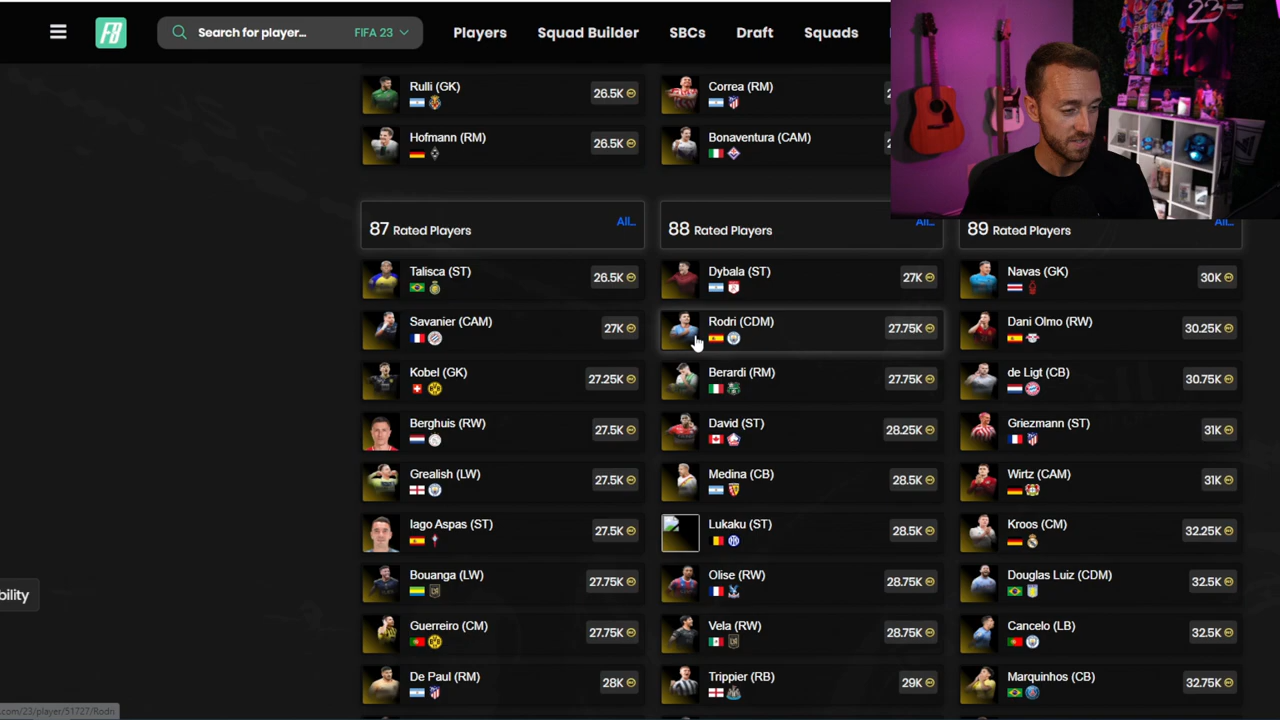 FB
Search for player...
FIFA 23
Players
Squad Builder
SBCs
Draft
Squads
23
Rulli (GK)
26.5K
Correa (RM)
Hofmann (RM)
26.5K
Bonaventura (CAM)
87 Rated Players
All...
88 Rated Players
All...
89 Rated Players
All...
Talisca (ST)
26.5K
Dybala (ST)
27K
Navas (GK)
30K
Savanier (CAM)
27K
Rodri (CDM)
27.75K
Dani Olmo (RW)
30.25K
Kobel (GK)
27.25K
Berardi (RM)
27.75K
de Ligt (CB)
30.75K
Berghuis (RW)
27.5K
David (ST)
28.25K
Griezmann (ST)
31K
Grealish (LW)
27.5K
Medina (CB)
28.5K
Wirtz (CAM)
31K
Iago Aspas (ST)
27.5K
Lukaku (ST)
28.5K
Kroos (CM)
32.25K
Bouanga (LW)
27.75K
Olise (RW)
28.75K
Douglas Luiz (CDM)
32.5K
bility
Guerreiro (CM)
27.75K
Vela (RW)
28.75K
Cancelo (LB)
32.5K
De Paul (RM)
28K
Trippier (RB)
29K
Marquinhos (CB)
32.75K
.com/23/player/51727/Rodri